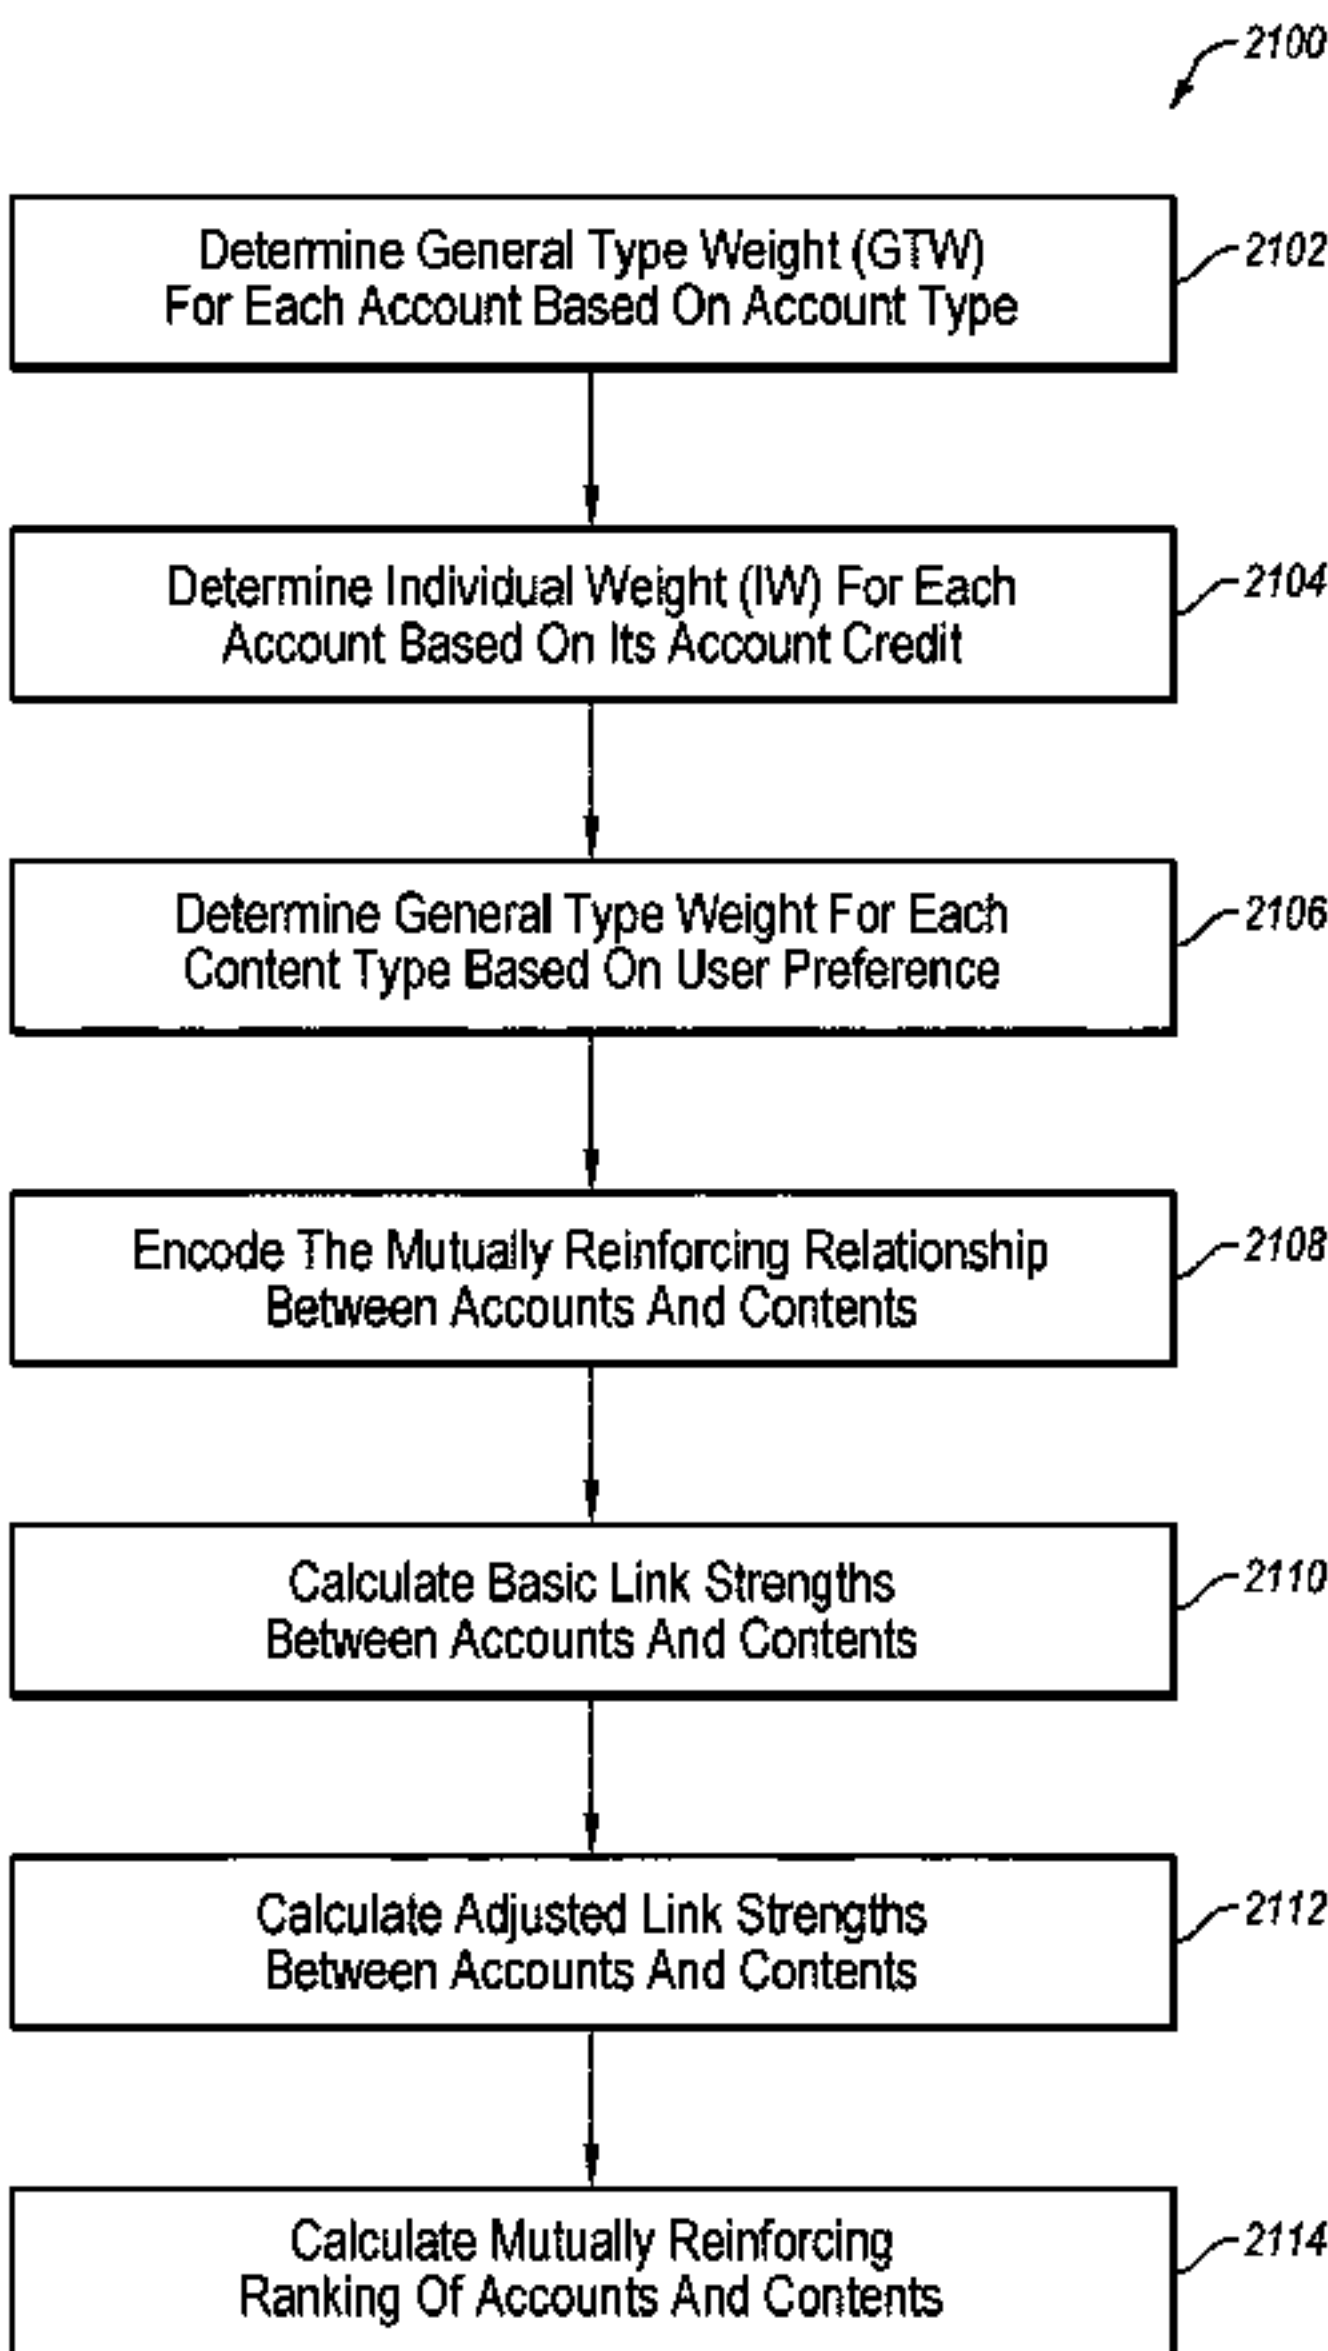 2100
Determine General Type Weight (GTW)
For Each Account Based On Account Type
2102
Determine Individual Weight (IW) For Each
Account Based On Its Account Credit
2104
Determine General Type Weight For Each
Content Type Based On User Preference
2106
Encode The Mutually Reinforcing Relationship
Between Accounts And Contents
2108
Calculate Basic Link Strengths
Between Accounts And Contents
2110
Calculate Adjusted Link Strengths
Between Accounts And Contents
2112
Calculate Mutually Reinforcing
Ranking Of Accounts And Contents
2114